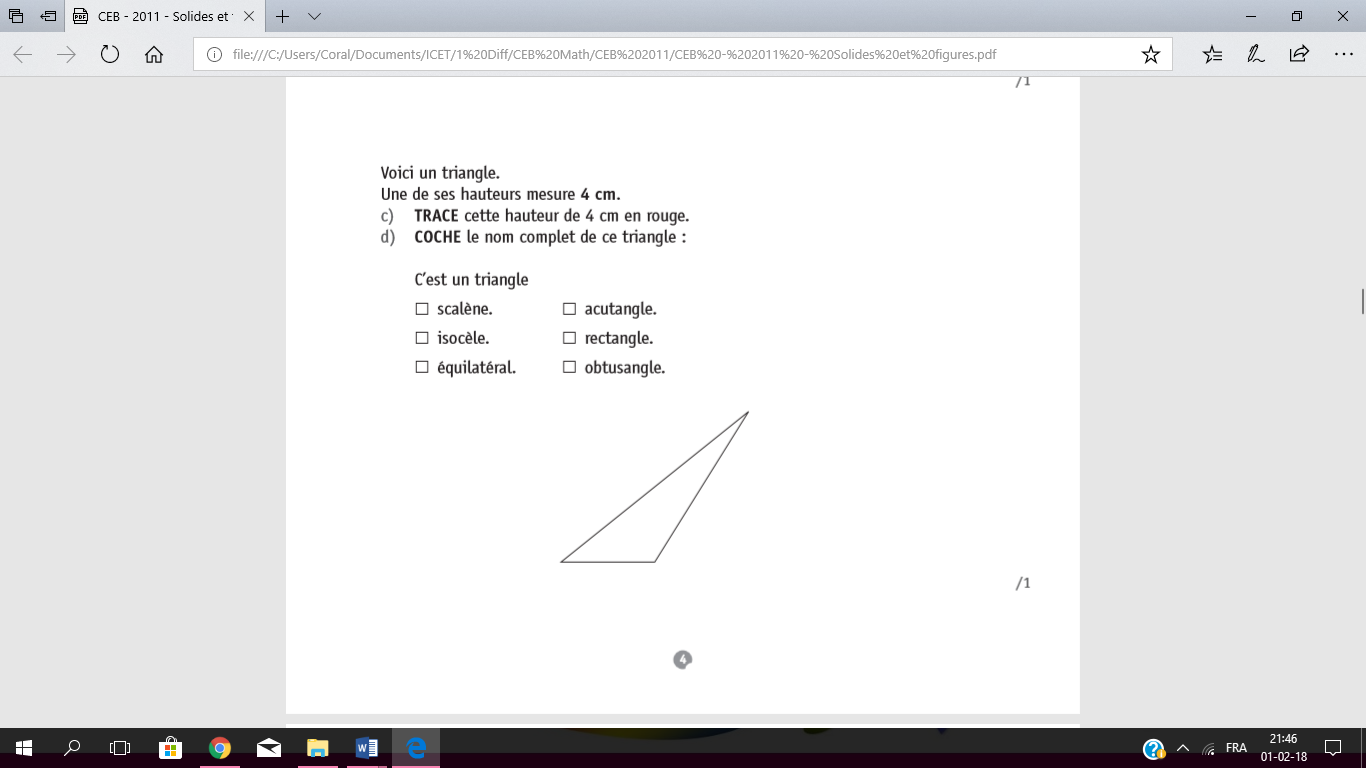 CEB - 2011 - Solides et
file:///C:/Users/Coral/Documents/ICET/1%20Diff/CEB%20Math/CEB%202011/CEB%20-%202011%20-%20Solides%20et%20figures.pdf
/1
Voici un triangle.
Une de ses hauteurs mesure 4 cm.
c) TRACE cette hauteur de 4 cm en rouge.
d) COCHE le nom complet de ce triangle :
C’est un triangle
☐ scalène. ☐ acutangle.
☐ isocèle. ☐ rectangle.
☐ équilatéral. ☐ obtusangle.
/1
4
FRA
21:46
01-02-18